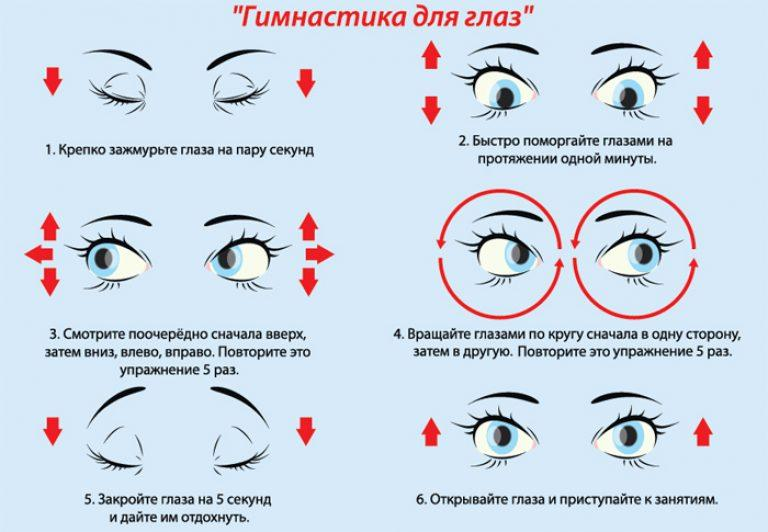 "Гимнастика для глаз"
1. Крепко зажмурьте глаза на пару секунд
2. Быстро поморгайте глазами на
протяжении одной минуты.
3. Смотрите поочерёдно сначала вверх,
затем вниз, влево, вправо. Повторите это
упражнение 5 раз.
4. Вращайте глазами по кругу сначала в одну сторону,
затем в другую. Повторите это упражнение 5 раз.
5. Закройте глаза на 5 секунд
и дайте им отдохнуть.
6. Открывайте глаза и приступайте к занятиям.